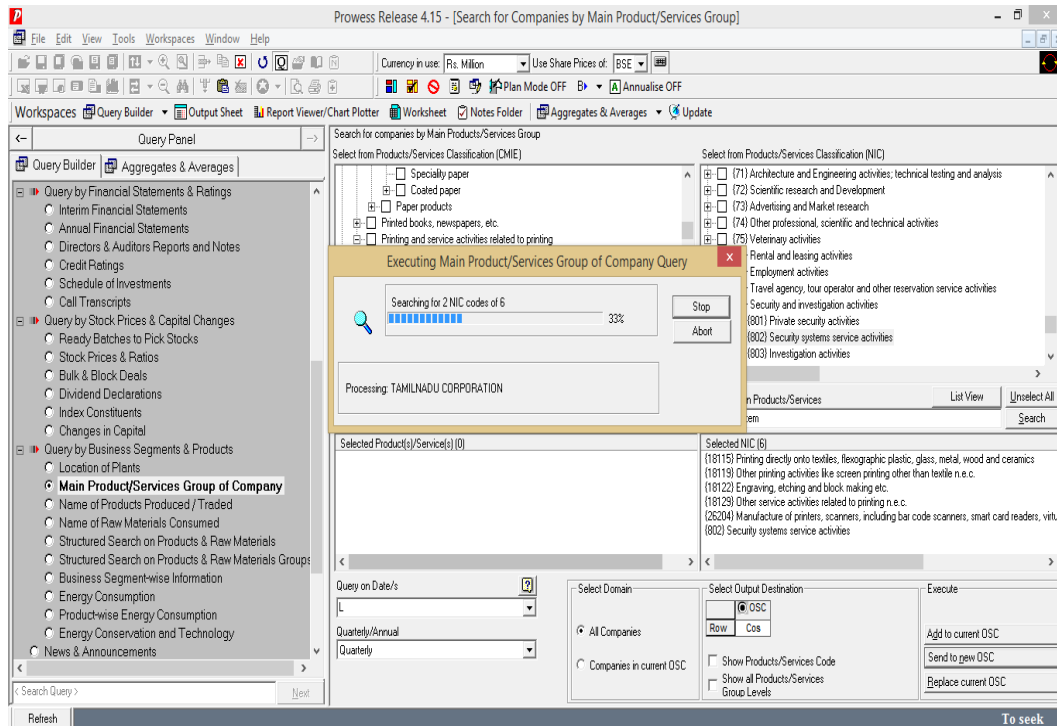 Prowess Release 4.15 - [Search for Companies by Main Product/Services Group]
File Edit View Tools Workspaces Window Help
Currency in use: Rs. Million Use Share Prices of: BSE
Plan Mode OFF A Annualise OFF
Workspaces Query Builder Output Sheet Report Viewer/Chart Plotter Worksheet Notes Folder Aggregates & Averages Update
Query Panel
Query Builder Aggregates & Averages
Query by Financial Statements & Ratings
Interim Financial Statements
Annual Financial Statements
Directors & Auditors Reports and Notes
Credit Ratings
Schedule of Investments
Call Transcripts
Query by Stock Prices & Capital Changes
Ready Batches to Pick Stocks
Stock Prices & Ratios
Bulk & Block Deals
Dividend Declarations
Index Constituents
Changes in Capital
Query by Business Segments & Products
Location of Plants
Main Product/Services Group of Company
Name of Products Produced / Traded
Name of Raw Materials Consumed
Structured Search on Products & Raw Materials
Structured Search on Products & Raw Materials Groups
Business Segment-wise Information
Energy Consumption
Product-wise Energy Consumption
Energy Conservation and Technology
News & Announcements
< Search Query > Next
Refresh
Search for companies by Main Products/Services Group
Select from Products/Services Classification (CMIE)
Speciality paper
Coated paper
Paper products
Printed books, newspapers, etc.
Printing and service activities related to printing
Select from Products/Services Classification (NIC)
{71} Architecture and Engineering activities; technical testing and analysis
{72} Scientific research and Development
{73} Advertising and Market research
{74} Other professional, scientific and technical activities
{75} Veterinary activities
Rental and leasing activities
Employment activities
Travel agency, tour operator and other reservation service activities
Security and investigation activities
{801} Private security activities
{802} Security systems service activities
{803} Investigation activities
Executing Main Product/Services Group of Company Query
Searching for 2 NIC codes of 6
33%
Stop
Abort
Processing: TAMILNADU CORPORATION
n Products/Services List View Unselect All
tem Search
Selected Product(s)/Service(s) (0)
Selected NIC (6)
{18115} Printing directly onto textiles, flexographic plastic, glass, metal, wood and ceramics
{18119} Other printing activities like screen printing other than textile n.e.c.
{18122} Engraving, etching and block making etc.
{18129} Other service activities related to printing n.e.c.
{26204} Manufacture of printers, scanners, including bar code scanners, smart card readers, virtu
{802} Security systems service activities
Query on Date/s
L
Quarterly/Annual
Quarterly
Select Domain
All Companies
Companies in current OSC
Select Output Destination
OSC
Row Cos
Show Products/Services Code
Show all Products/Services
Group Levels
Execute
Add to current OSC
Send to new OSC
Replace current OSC
To seek